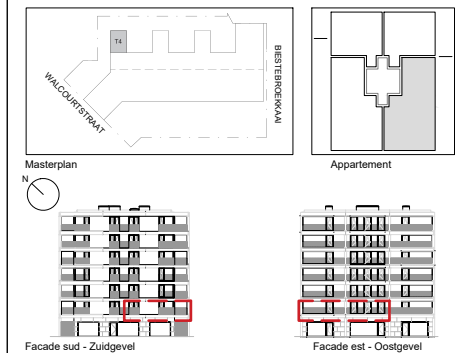 T4
WALCOURTSTRAAT
BIESTEBROEKKAAI
Masterplan
Appartement
N
Facade sud - Zuidgevel
Facade est - Oostgevel